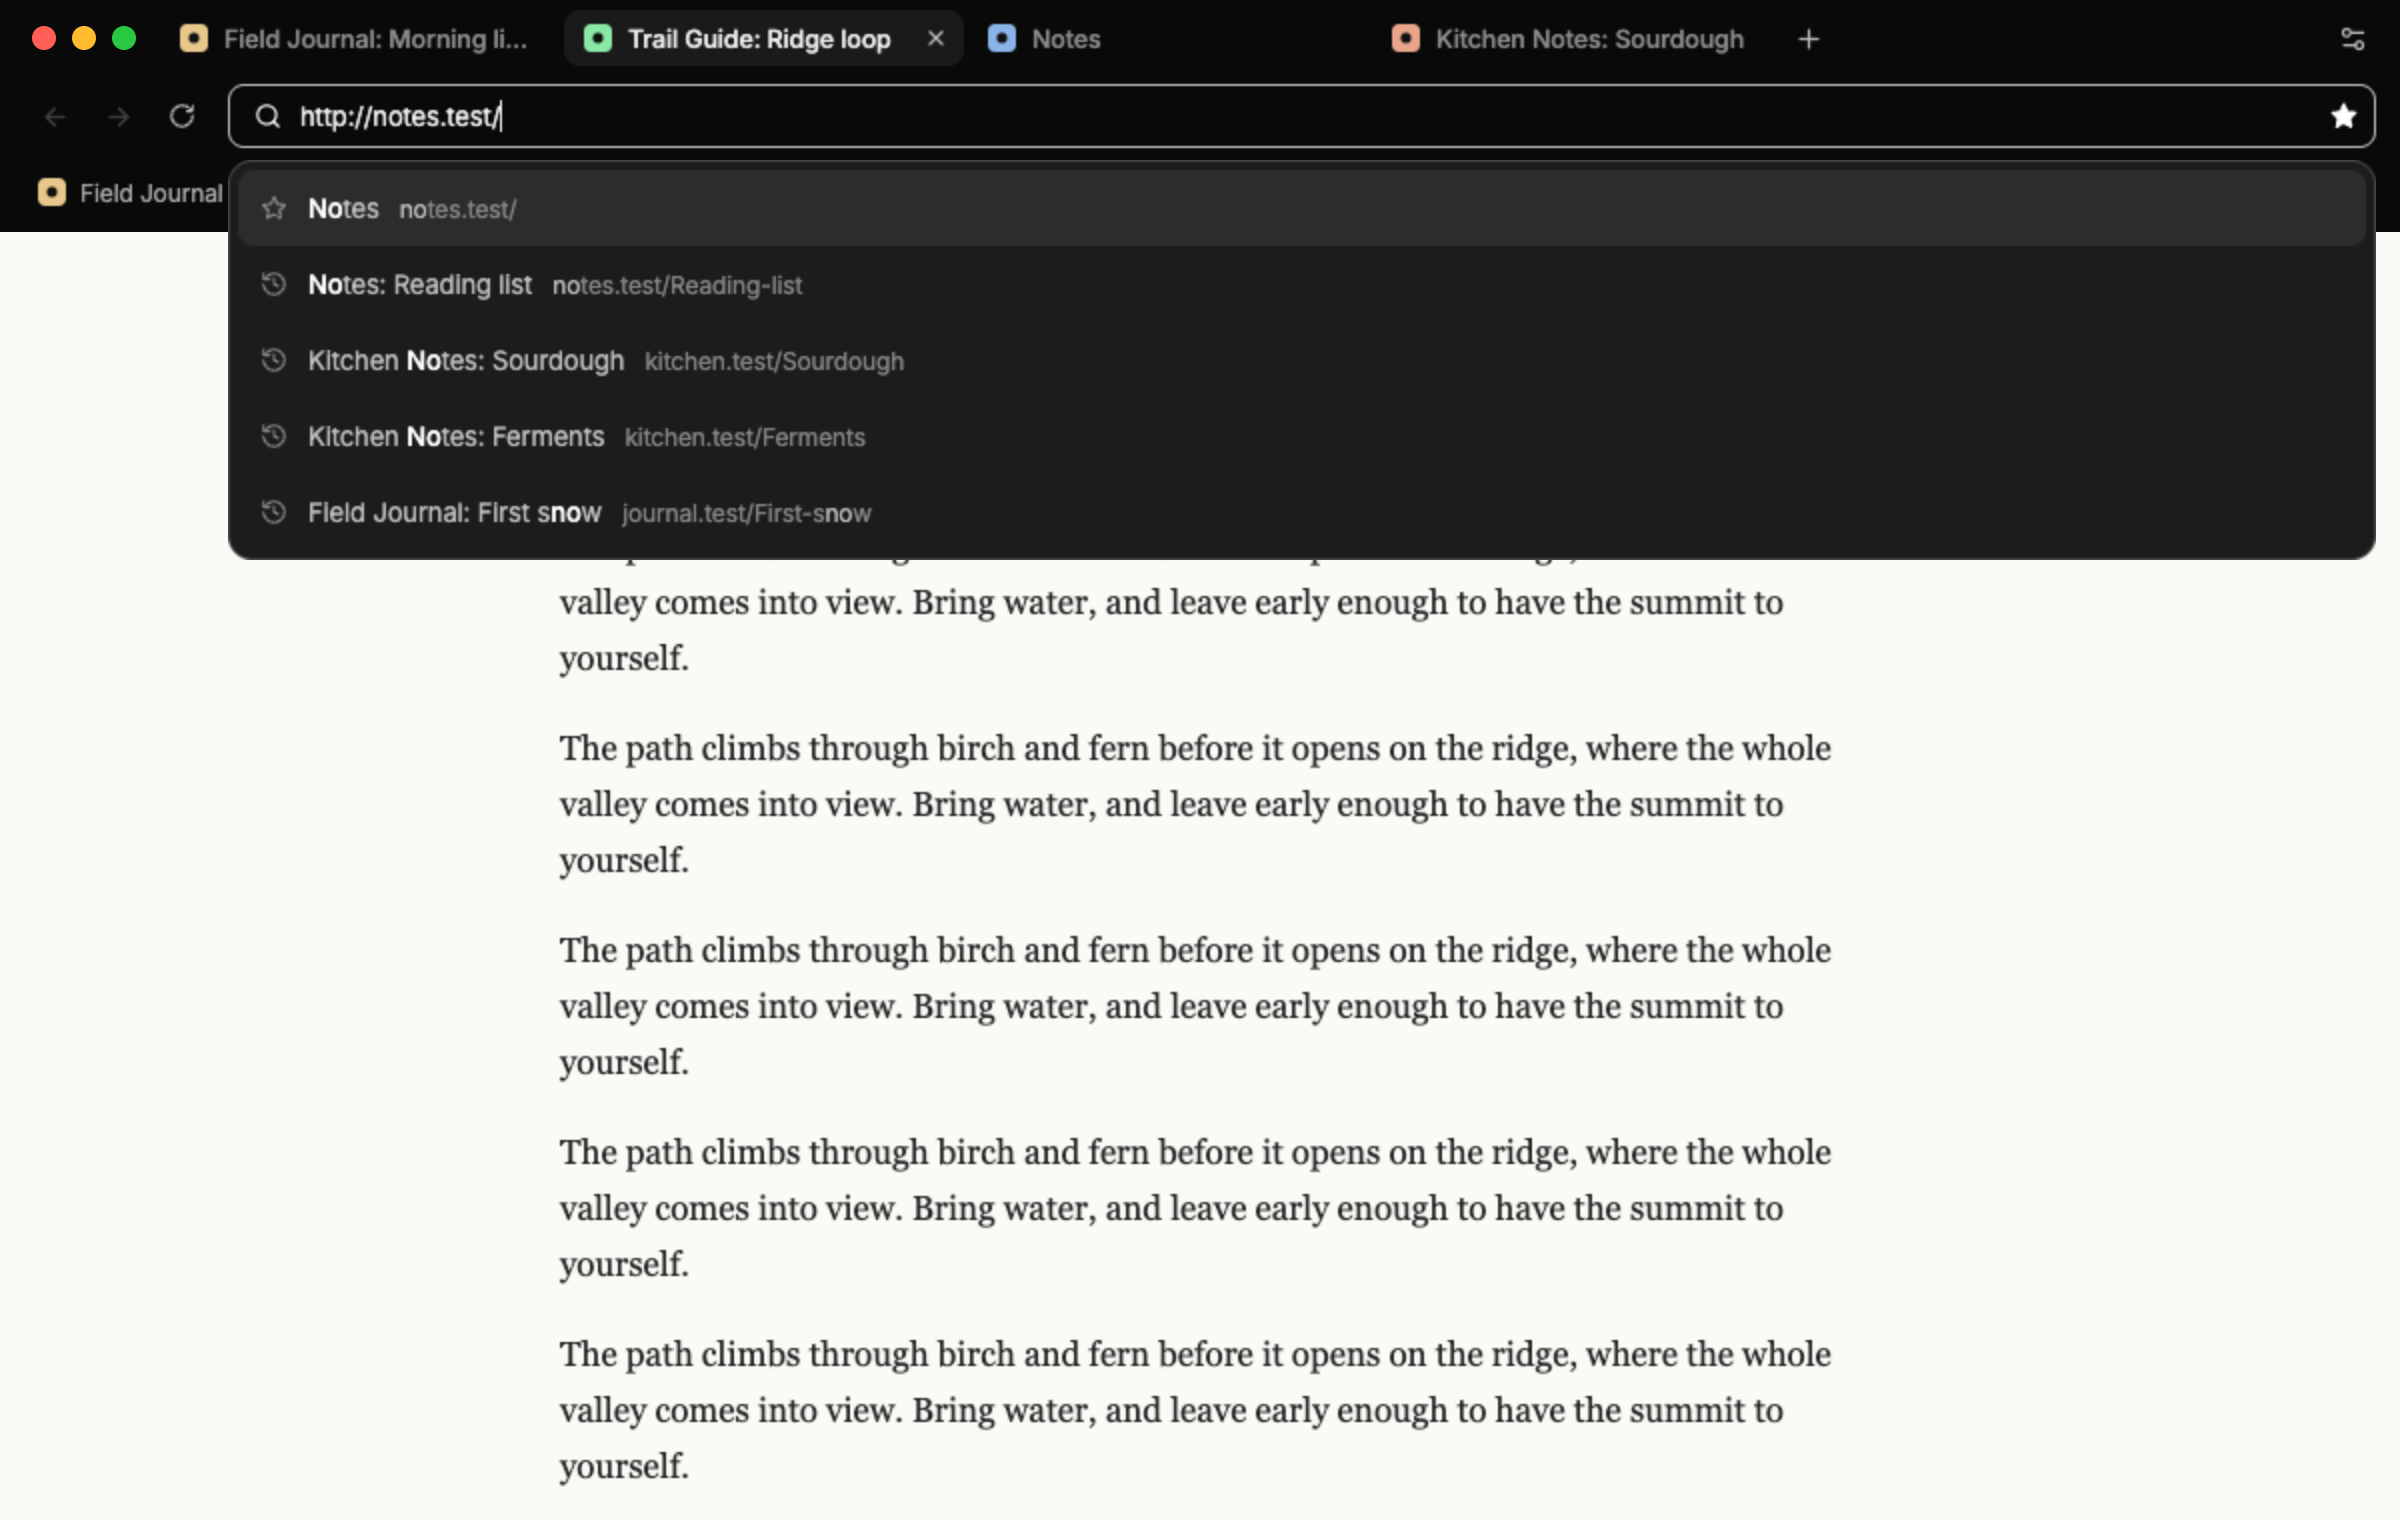 Field Journal: Morning li...
Trail Guide: Ridge loop
Notes
Kitchen Notes: Sourdough
http://notes.test/
Field Journal
Notes notes.test/
Notes: Reading list notes.test/Reading-list
Kitchen Notes: Sourdough kitchen.test/Sourdough
Kitchen Notes: Ferments kitchen.test/Ferments
Field Journal: First snow journal.test/First-snow
valley comes into view. Bring water, and leave early enough to have the summit to
yourself.
The path climbs through birch and fern before it opens on the ridge, where the whole
valley comes into view. Bring water, and leave early enough to have the summit to
yourself.
The path climbs through birch and fern before it opens on the ridge, where the whole
valley comes into view. Bring water, and leave early enough to have the summit to
yourself.
The path climbs through birch and fern before it opens on the ridge, where the whole
valley comes into view. Bring water, and leave early enough to have the summit to
yourself.
The path climbs through birch and fern before it opens on the ridge, where the whole
valley comes into view. Bring water, and leave early enough to have the summit to
yourself.